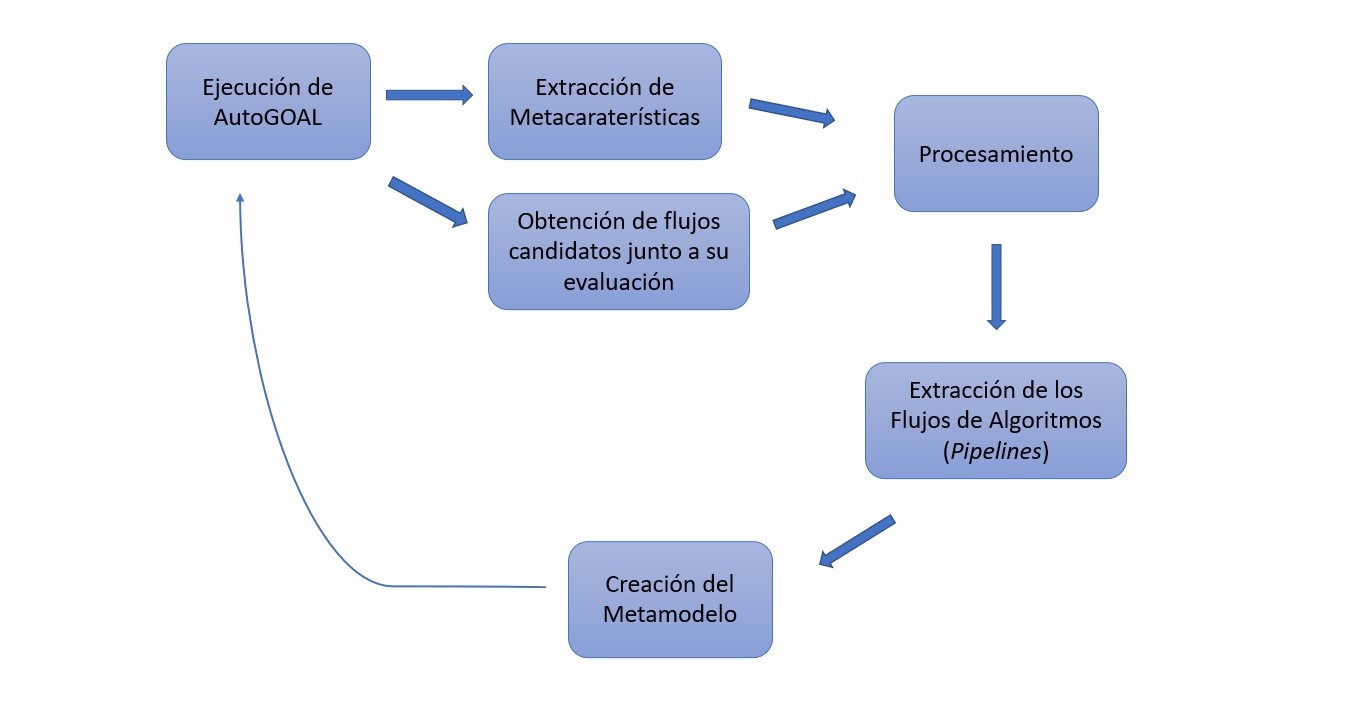 Ejecución de
AutoGOAL
Extracción de
Metacaraterísticas
Obtención de flujos
candidatos junto a su
evaluación
Procesamiento
Extracción de los
Flujos de Algoritmos
(Pipelines)
Creación del
Metamodelo